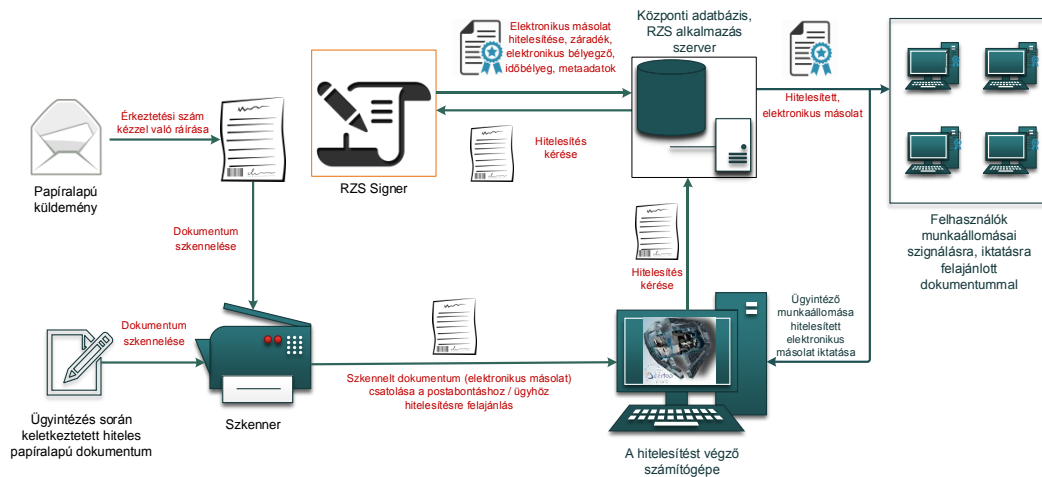 Elektronikus másolat
hitelesítése, záradék,
elektronikus bélyegző,
időbélyeg, metaadatok
Központi adatbázis,
RZS alkalmazás
szerver
Érkeztetési szám
kézzel való ráírása
Hitelesítés
kérése
Hitelesített,
elektronikus másolat
Papíralapú
küldemény
RZS Signer
Felhasználók
munkaállomásai
szignálásra, iktatásra
felajánlott
dokumentummal
Dokumentum
szkennelése
Hitelesítés
kérése
Ügyintéző
munkaállomása
hitelesített
elektronikus
másolat iktatása
Dokumentum
szkennelése
Szkennelt dokumentum (elektronikus másolat)
csatolása a postabontáshoz / ügyhöz
hitelesítésre felajánlás
Ügyintézés során
keletkeztetett hiteles
papíralapú dokumentum
Szkenner
A hitelesítést végző
számítógépe